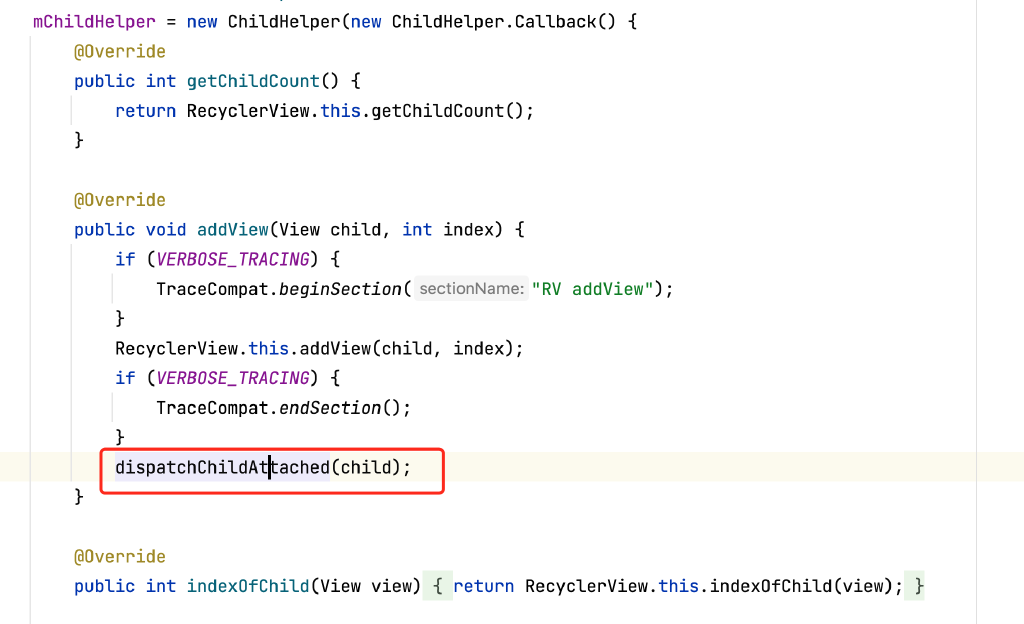 mChildHelper = new ChildHelper(new ChildHelper.Callback() {
@Override
public int getChildCount() {
return RecyclerView.this.getChildCount();
}
@Override
public void addView(View child, int index) {
if (VERBOSE_TRACING) {
TraceCompat.beginSection( sectionName: "RV addView");
}
RecyclerView.this.addView(child, index);
if (VERBOSE_TRACING) {
TraceCompat.endSection();
}
dispatchChildAttached(child);
}
@Override
public int indexOfChild(View view) { return RecyclerView.this.indexOfChild(view); }